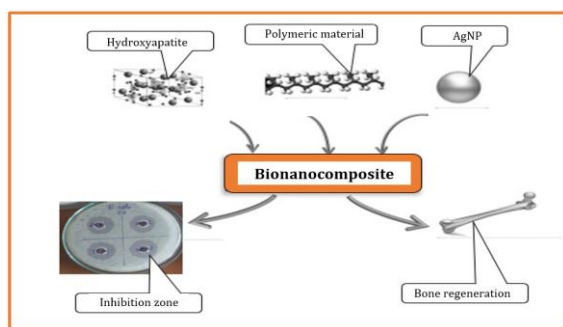 Hydroxyapatite
Polymeric material
AgNP
Bionanocomposite
Inhibition zone
Bone regeneration